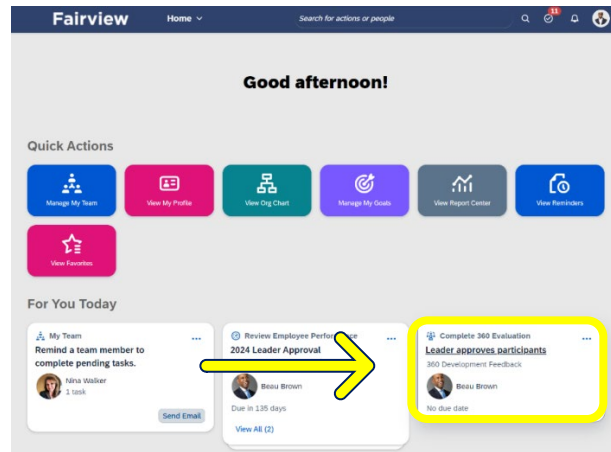 Fairview Home Search for actions or people 11
Good afternoon!
Quick Actions
Manage My Team
View My Profile
View Org Chart
Manage My Goals
View Report Center
View Reminders
View Favorites
For You Today
My Team
Remind a team member to
complete pending tasks.
Nina Walker
1 task
Send Email
Review Employee Performance
2024 Leader Approval
Beau Brown
Due in 135 days
View All (2)
Complete 360 Evaluation
Leader approves participants
360 Development Feedback
Beau Brown
No due date